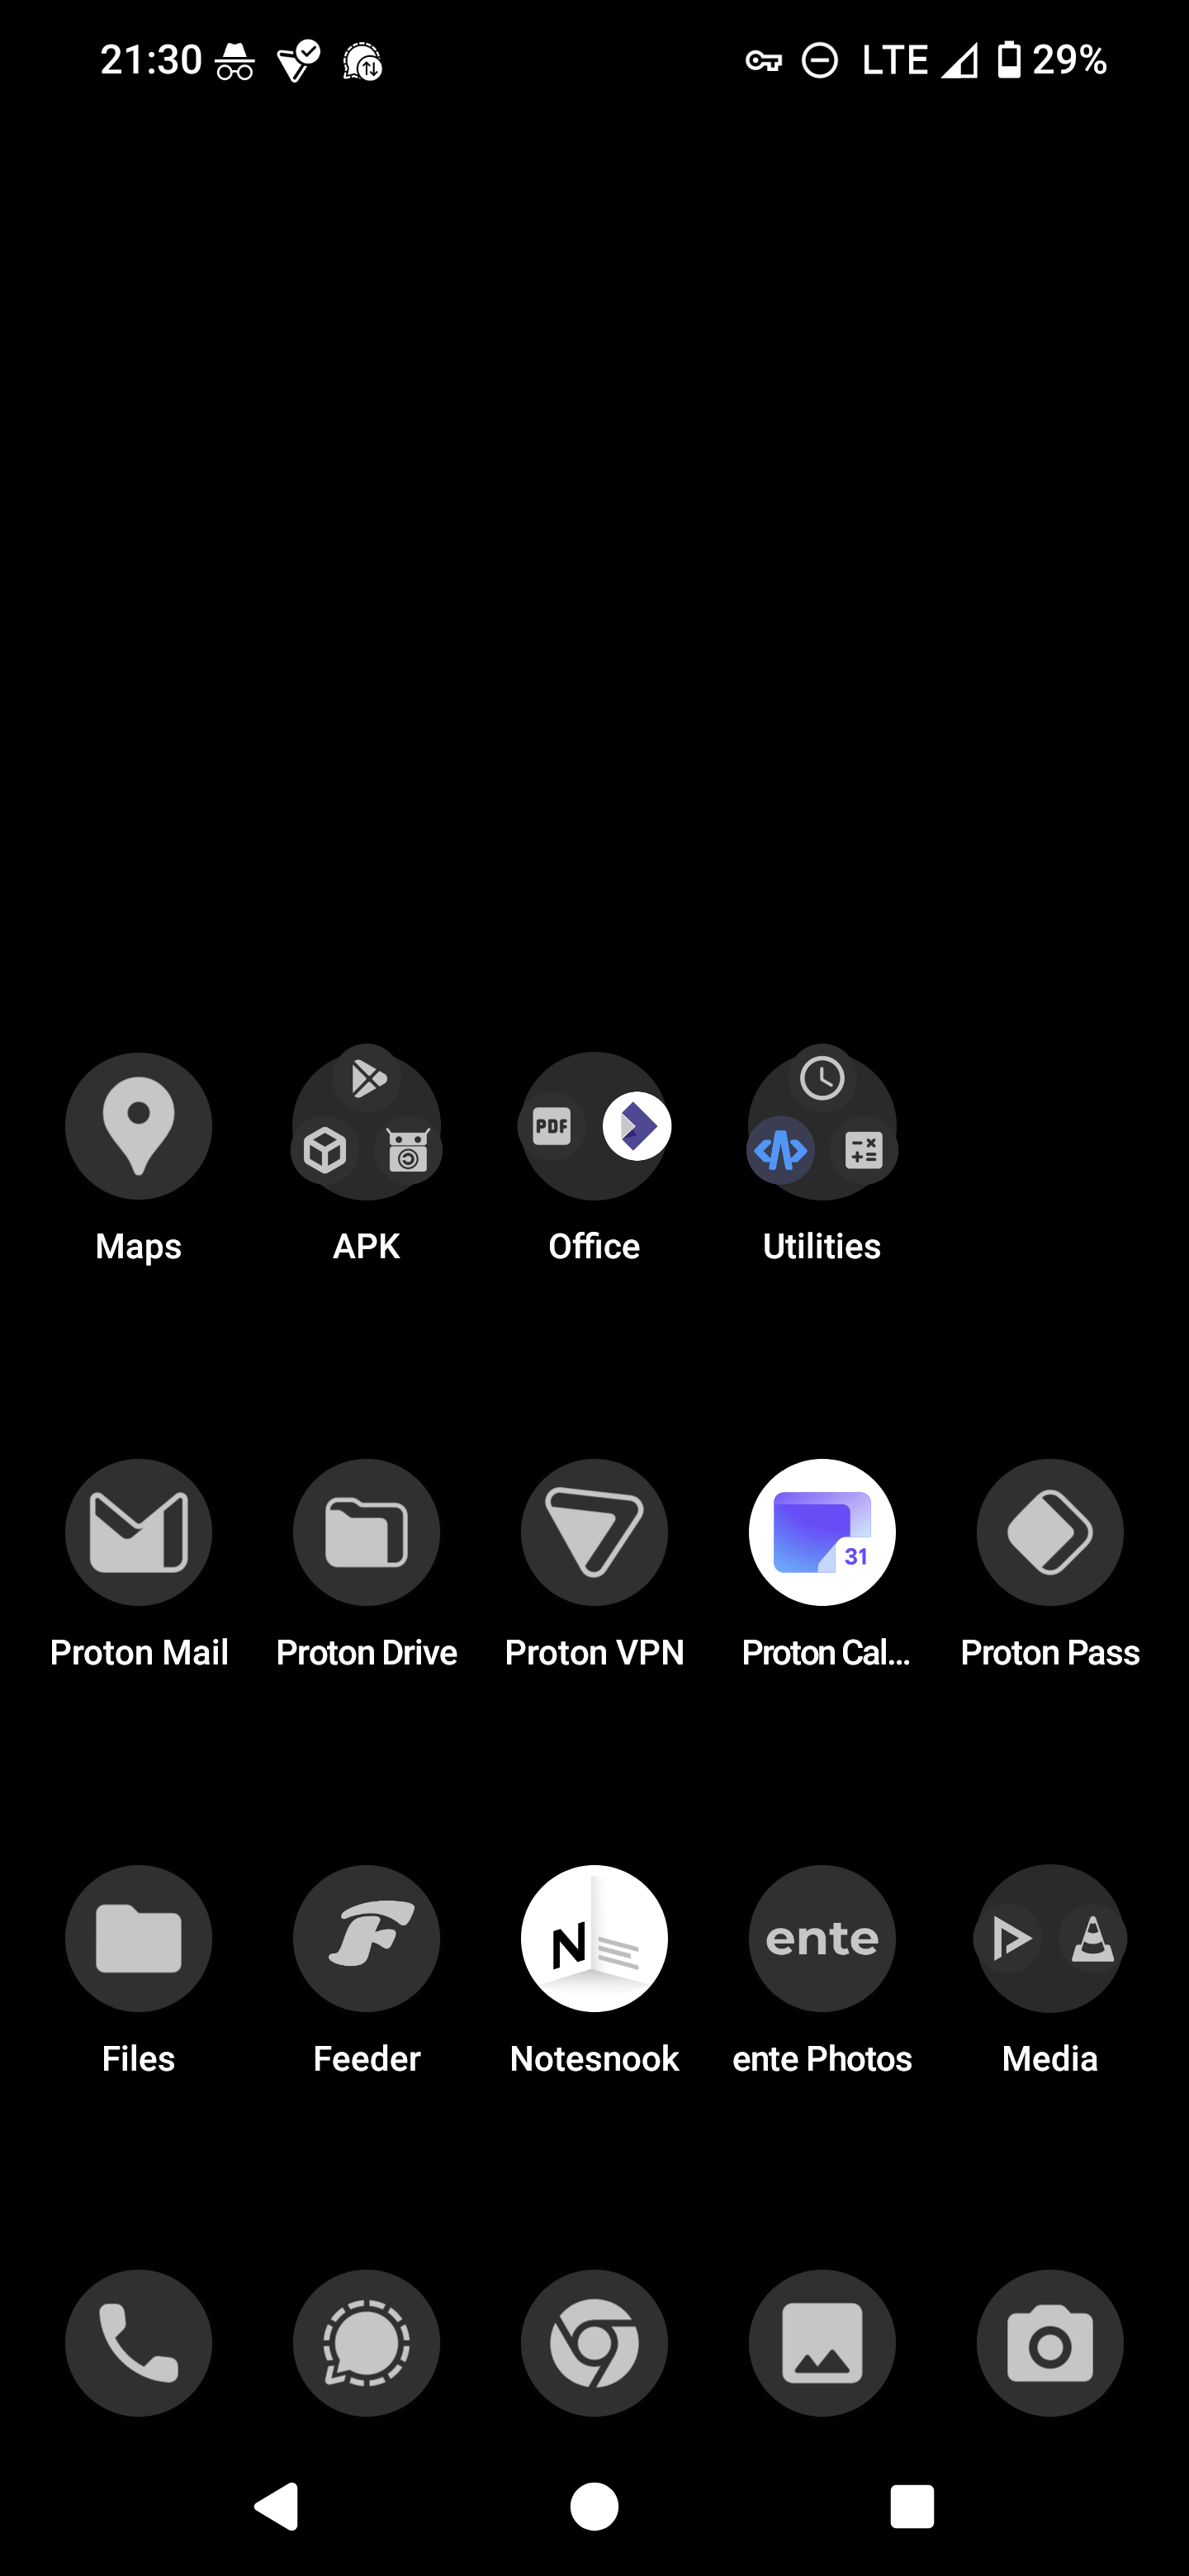 21:30 LTE 29%
PDF
Maps APK Office Utilities
31
Proton Mail Proton Drive Proton VPN Proton Cal... Proton Pass
N ente
Files Feeder Notesnook ente Photos Media